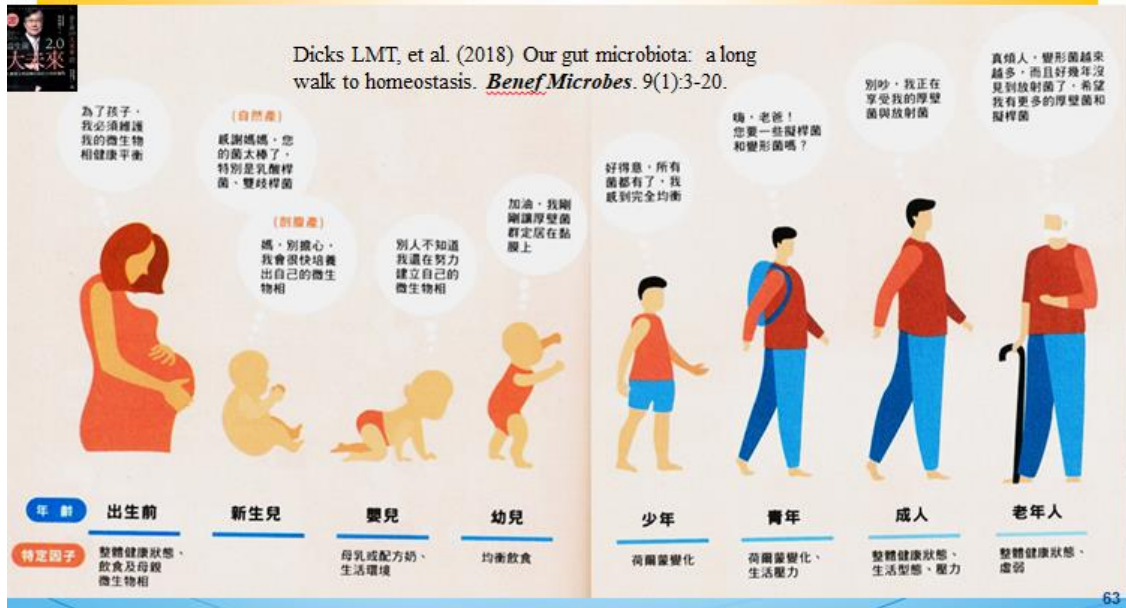 2.0
大未來
Dicks LMT, et al. (2018) Our gut microbiota: a long
walk to homeostasis. Benef Microbes. 9(1):3-20.
為了孩子，
我必須維護
我的微生物
相健康平衡
(自然產)
感謝媽媽，您
的菌太棒了，
特別是乳酸桿
菌、雙歧桿菌
(剖腹產)
媽，別擔心，
我會很快培養
出自己的微生
物相
別人不知道
我還在努力
建立自己的
微生物相
加油，我剛
剛讓厚壁菌
群定居在黏
膜上
好得意，所有
菌都有了，我
感到完全均衡
嗨，老爸！
您要一些擬桿菌
和變形菌嗎？
別吵，我正在
享受我的厚壁
菌與放射菌
真煩人，變形菌越來
越多，而且好幾年沒
見到放射菌了，希望
我有更多的厚壁菌和
擬桿菌
年齡 出生前 新生兒 嬰兒 幼兒 少年 青年 成人 老年人
特定因子
整體健康狀態、
飲食及母親
微生物相
母乳或配方奶、
生活環境
均衡飲食
荷爾蒙變化
荷爾蒙變化、
生活壓力
整體健康狀態、
生活型態、壓力
整體健康狀態、
虛弱
63